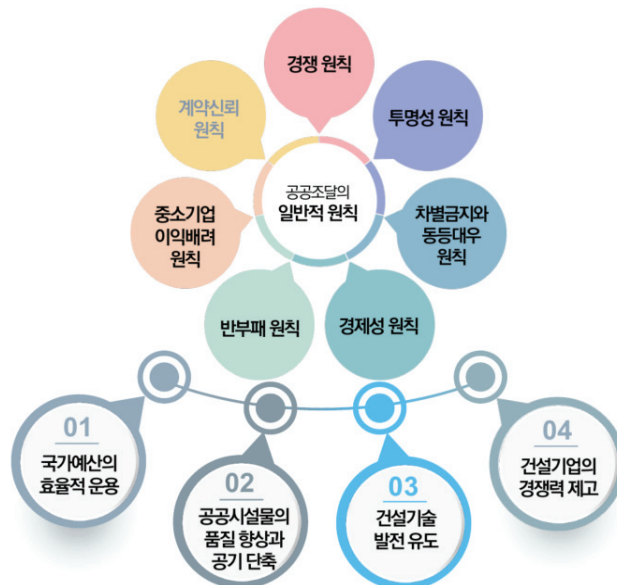 경쟁 원칙
계약신뢰
원칙
투명성 원칙
공공조달의
일반적 원칙
중소기업
이익배려
원칙
차별금지와
동등대우
원칙
반부패 원칙
경제성 원칙
01
국가예산의
효율적 운용
02
공공시설물의
품질 향상과
공기 단축
03
건설기술
발전 유도
04
건설기업의
경쟁력 제고